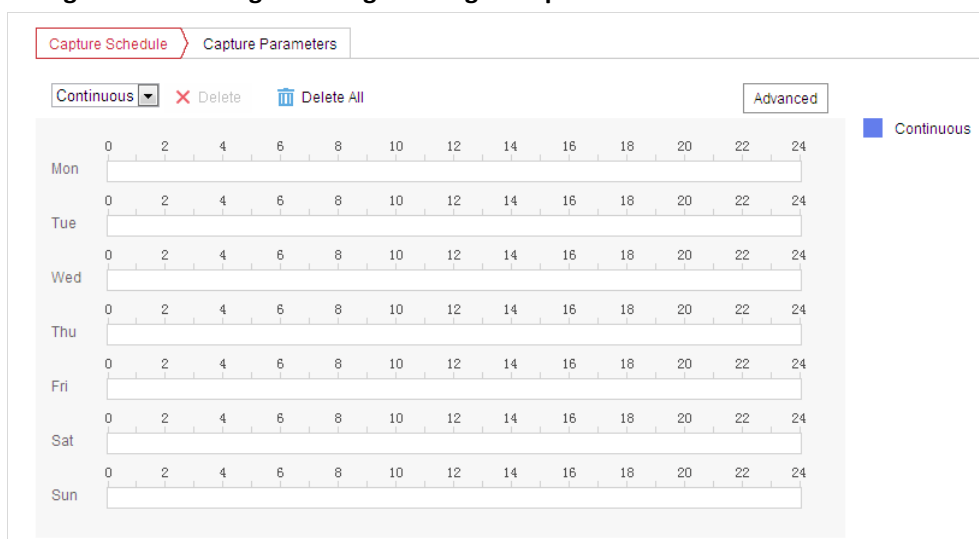 Capture Schedule Capture Parameters
Continuous Delete Delete All Advanced
Continuous
0 2 4 6 8 10 12 14 16 18 20 22 24
Mon
0 2 4 6 8 10 12 14 16 18 20 22 24
Tue
0 2 4 6 8 10 12 14 16 18 20 22 24
Wed
0 2 4 6 8 10 12 14 16 18 20 22 24
Thu
0 2 4 6 8 10 12 14 16 18 20 22 24
Fri
0 2 4 6 8 10 12 14 16 18 20 22 24
Sat
0 2 4 6 8 10 12 14 16 18 20 22 24
Sun